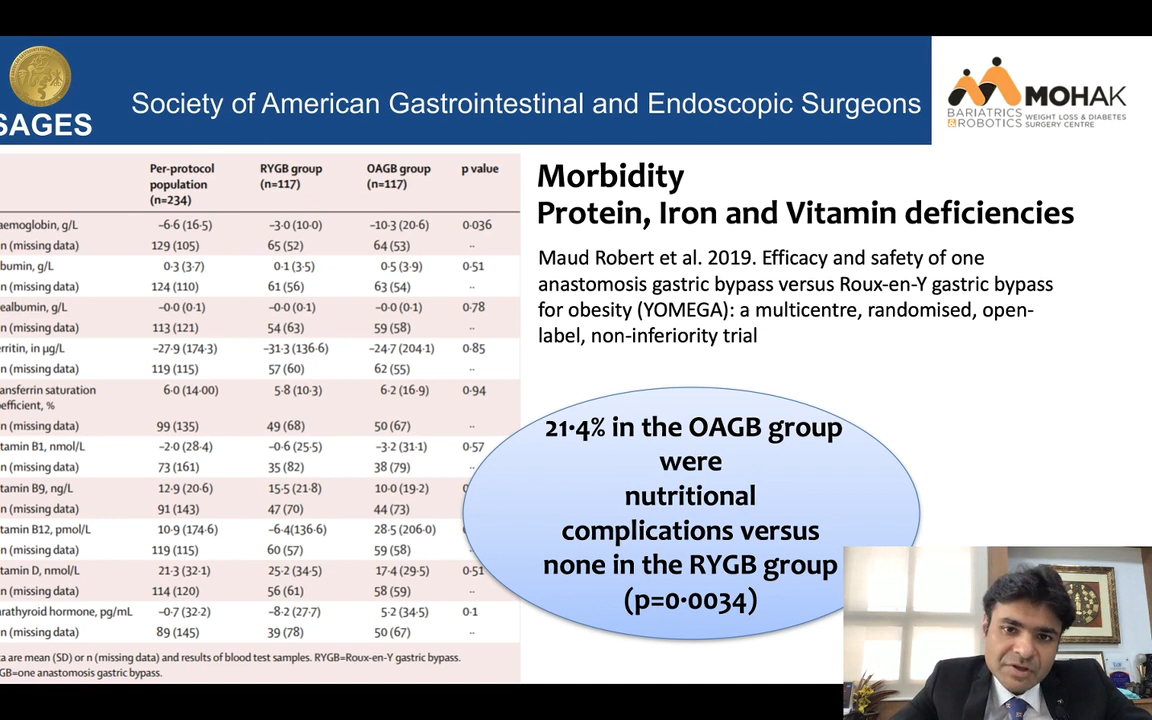 SAGES
Society of American Gastrointestinal and Endoscopic Surgeons
MOHAK
BARIATRICS & ROBOTICS
WEIGHT LOSS & DIABETES SURGERY CENTRE
Per-protocol population (n=234) RYGB group (n=117) OAGB group (n=117) p value
aemoglobin, g/L –6·6 (16·5) –3·0 (10·0) –10·3 (20·6) 0·036
n (missing data) 129 (105) 65 (52) 64 (53) ··
bumin, g/L 0·3 (3·7) 0·1 (3·5) 0·5 (3·9) 0·51
n (missing data) 124 (110) 61 (56) 63 (54) ··
ealbumin, g/L –0·0 (0·1) –0·0 (0·1) –0·0 (0·1) 0·78
n (missing data) 113 (121) 54 (63) 59 (58) ··
rritin, in µg/L –27·9 (174·3) –31·3 (136·6) –24·7 (204·1) 0·85
n (missing data) 119 (115) 57 (60) 62 (55) ··
ansferrin saturation efficient, % 6·0 (14·00) 5·8 (10·3) 6·2 (16·9) 0·94
n (missing data) 99 (135) 49 (68) 50 (67) ··
tamin B1, nmol/L –2·0 (28·4) –0·6 (25·5) –3·2 (31·1) 0·57
n (missing data) 73 (161) 35 (82) 38 (79) ··
tamin B9, ng/L 12·9 (20·6) 15·5 (21·8) 10·0 (19·2)
n (missing data) 91 (143) 47 (70) 44 (73)
tamin B12, pmol/L 10·9 (174·6) –6·4(136·6) 28·5 (206·0)
n (missing data) 119 (115) 60 (57) 59 (58)
tamin D, nmol/L 21·3 (32·1) 25·2 (34·5) 17·4 (29·5) 0·51
n (missing data) 114 (120) 56 (61) 58 (59) ··
arathyroid hormone, pg/mL –0·7 (32·2) –8·2 (27·7) 5·2 (34·5) 0·1
n (missing data) 89 (145) 39 (78) 50 (67) ··
ta are mean (SD) or n (missing data) and results of blood test samples. RYGB=Roux-en-Y gastric bypass.
GB=one anastomosis gastric bypass.
Morbidity
Protein, Iron and Vitamin deficiencies
Maud Robert et al. 2019. Efficacy and safety of one
anastomosis gastric bypass versus Roux-en-Y gastric bypass
for obesity (YOMEGA): a multicentre, randomised, open-
label, non-inferiority trial
21·4% in the OAGB group
were
nutritional
complications versus
none in the RYGB group
(p=0·0034)